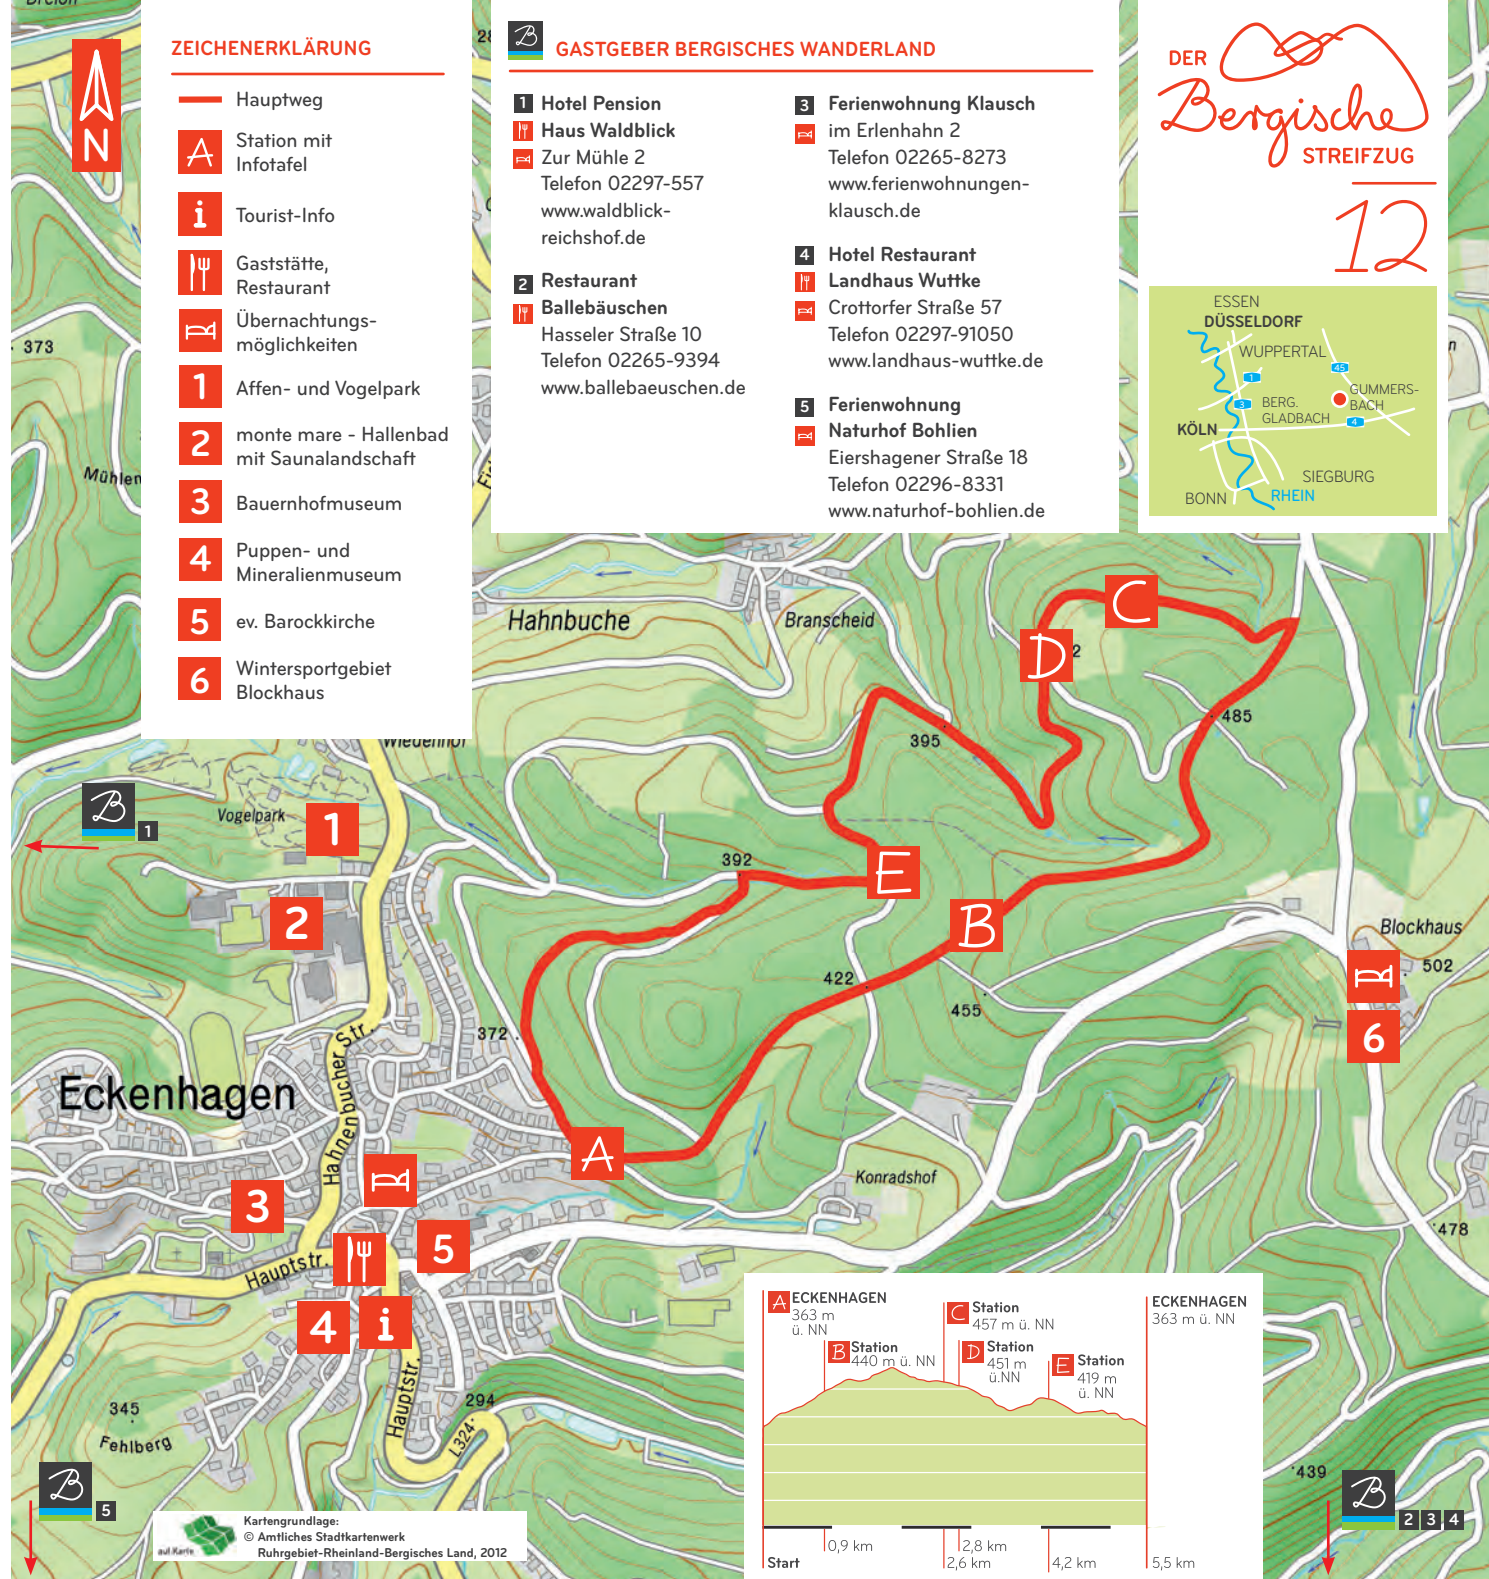 ZEICHENERKLÄRUNG
Hauptweg
A
Station mit
Infotafel
i
Tourist-Info
Gaststätte,
Restaurant
Übernachtungs-
möglichkeiten
1
Affen- und Vogelpark
2
monte mare - Hallenbad
mit Saunalandschaft
3
Bauernhofmuseum
4
Puppen- und
Mineralienmuseum
5
ev. Barockkirche
6
Wintersportgebiet
Blockhaus
N
B
GASTGEBER BERGISCHES WANDERLAND
1 Hotel Pension
Haus Waldblick
Zur Mühle 2
Telefon 02297-557
www.waldblick-
reichshof.de
2 Restaurant
Ballebäuschen
Hasseler Straße 10
Telefon 02265-9394
www.ballebaeuschen.de
3 Ferienwohnung Klausch
im Erlenhahn 2
Telefon 02265-8273
www.ferienwohnungen-
klausch.de
4 Hotel Restaurant
Landhaus Wuttke
Crottorfer Straße 57
Telefon 02297-91050
www.landhaus-wuttke.de
5 Ferienwohnung
Naturhof Bohlien
Eiershagener Straße 18
Telefon 02296-8331
www.naturhof-bohlien.de
DER
Bergische
STREIFZUG
12
ESSEN
DÜSSELDORF
WUPPERTAL
45
1
GUMMERS-
BACH
3
BERG.
GLADBACH
4
KÖLN
SIEGBURG
BONN
RHEIN
373
Hahnbuche
Branscheid
C
D
485
395
Wiedenhof
Vogelpark
B
1
1
392
E
2
B
Blockhaus
502
422
455
6
372
Eckenhagen
Hahnenbucher Str.
A
Konradshof
3
5
478
Hauptstr.
4
i
Hauptstr.
294
L324
345
Fehlberg
439
B
5
B
2 3 4
A ECKENHAGEN
363 m
ü. NN
B Station
440 m ü. NN
C Station
457 m ü. NN
D Station
451 m
ü.NN
E Station
419 m
ü. NN
ECKENHAGEN
363 m ü. NN
Start
0,9 km
2,6 km
2,8 km
4,2 km
5,5 km
Kartengrundlage:
© Amtliches Stadtkartenwerk
Ruhrgebiet-Rheinland-Bergisches Land, 2012